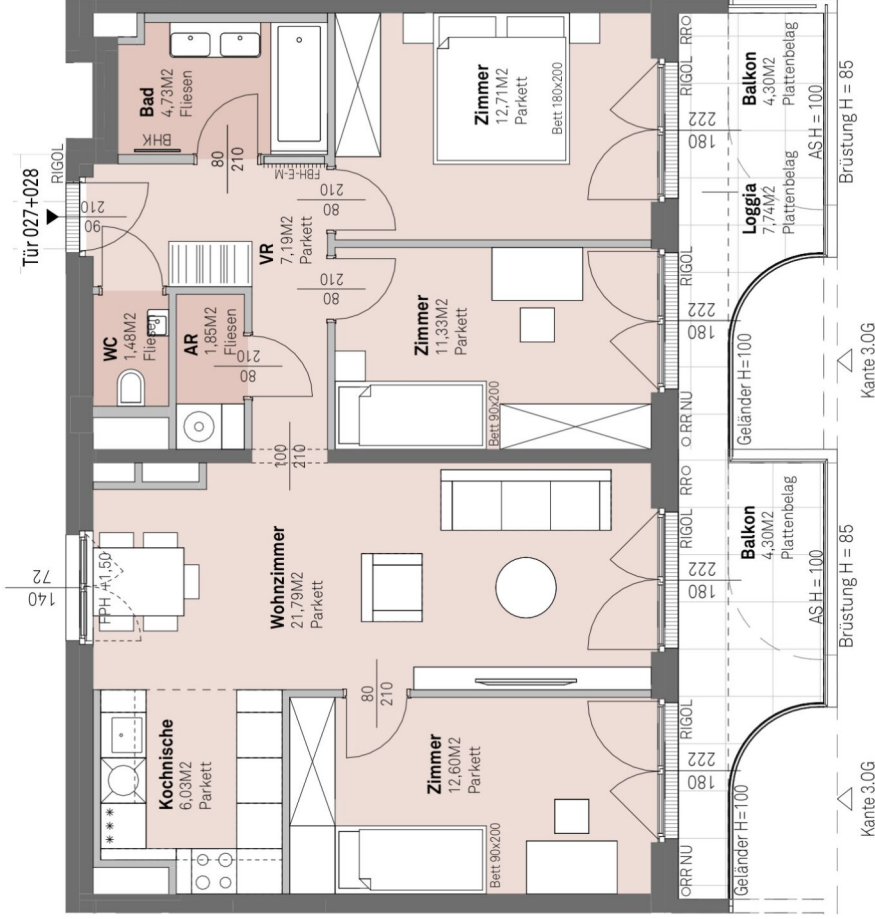 Tür 027+028
RIGOL
90
210
Bad
4,73M2
Fliesen
BHK
80
210
FBH-E-M
VR
7,19M2
Parkett
WC
1,48M2
Fliesen
AR
1,85M2
Fliesen
80
210
100
210
Zimmer
12,71M2
Parkett
Bett 180x200
80
210
Zimmer
11,33M2
Parkett
Bett 90x200
80
210
Wohnzimmer
21,79M2
Parkett
140
72
FPH +1,50
Kochnische
6,03M2
Parkett
80
210
Zimmer
12,60M2
Parkett
Bett 90x200
RRO
RIGOL
180
222
Balkon
4,30M2
Plattenbelag
AS H = 100
Brüstung H = 85
Loggia
7,74M2
Plattenbelag
RIGOL
180
222
RR NU
Geländer H=100
Kante 3.OG
RRO
RIGOL
180
222
Balkon
4,30M2
Plattenbelag
AS H = 100
Brüstung H = 85
RIGOL
180
222
RR NU
Geländer H=100
Kante 3.OG